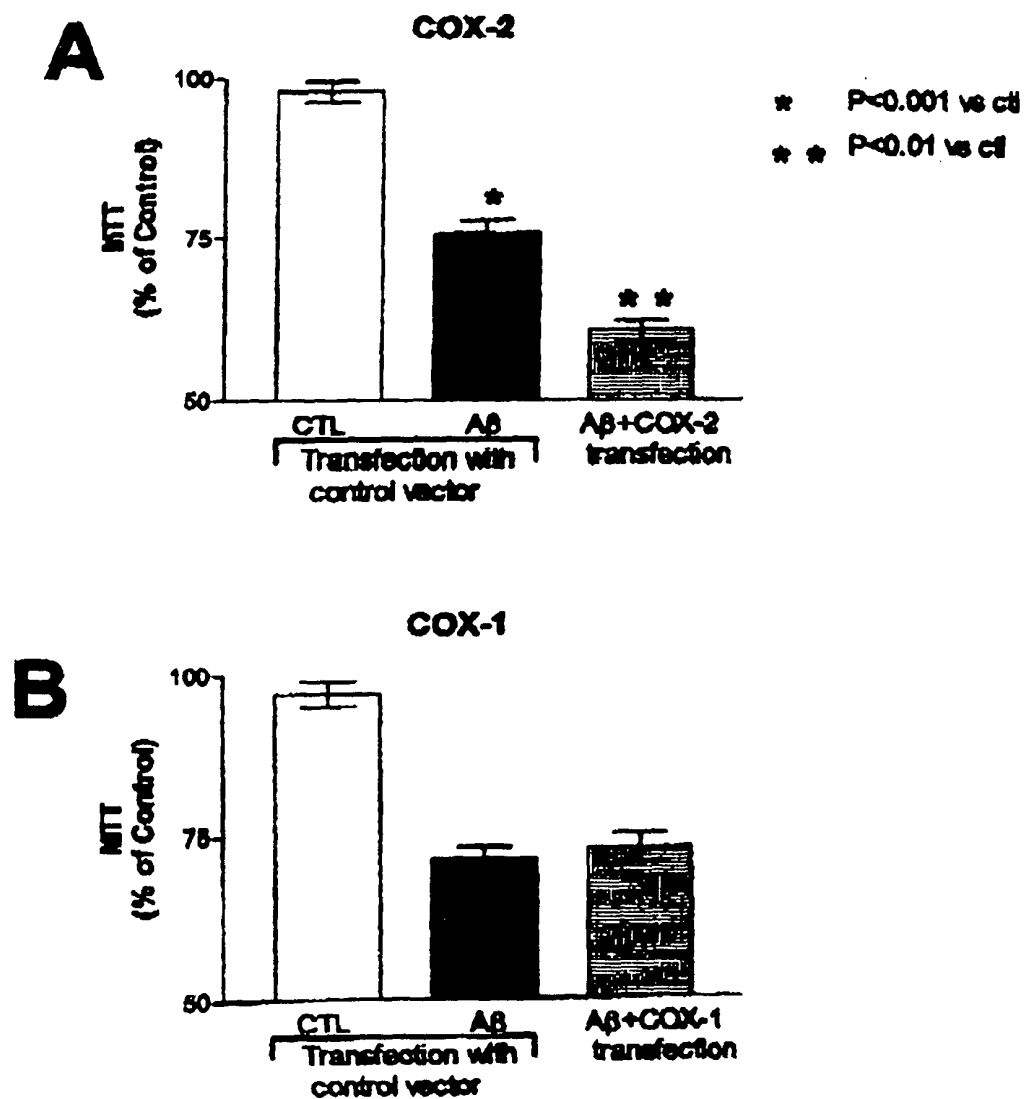 A
COX-2
100
75
50
MTT
(% of Control)
* P<0.001 vs ctl
* * P<0.01 vs ctl
*
* *
CTL
Aβ
Aβ+COX-2
transfection
Transfection with
control vector
B
COX-1
100
75
50
MTT
(% of Control)
CTL
Aβ
Aβ+COX-1
transfection
Transfection with
control vector